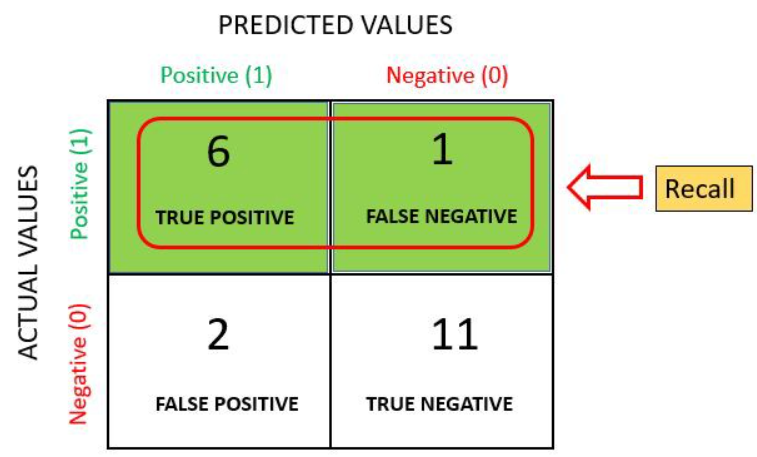 PREDICTED VALUES
Positive (1) Negative (0)
ACTUAL VALUES
Positive (1)
6 1
TRUE POSITIVE FALSE NEGATIVE
Recall
Negative (0)
2 11
FALSE POSITIVE TRUE NEGATIVE